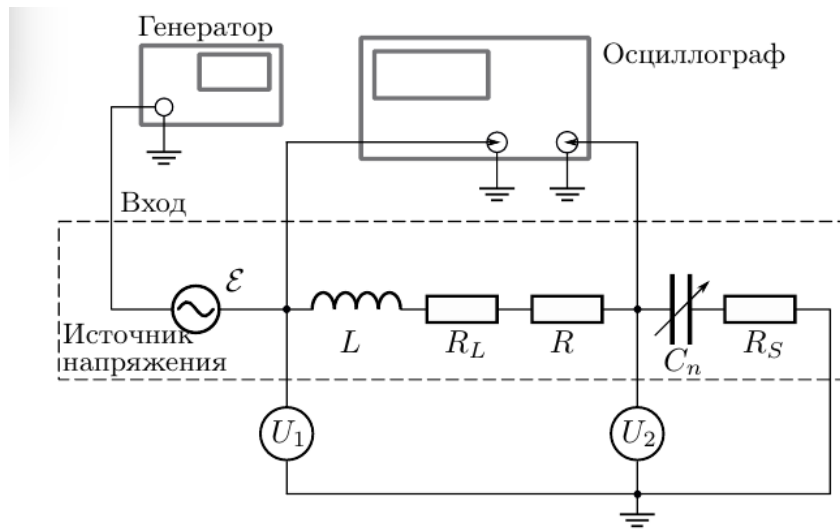 Генератор
Осциллограф
Вход
ℰ
Источник
напряжения
L
R_L
R
C_n
R_S
U_1
U_2